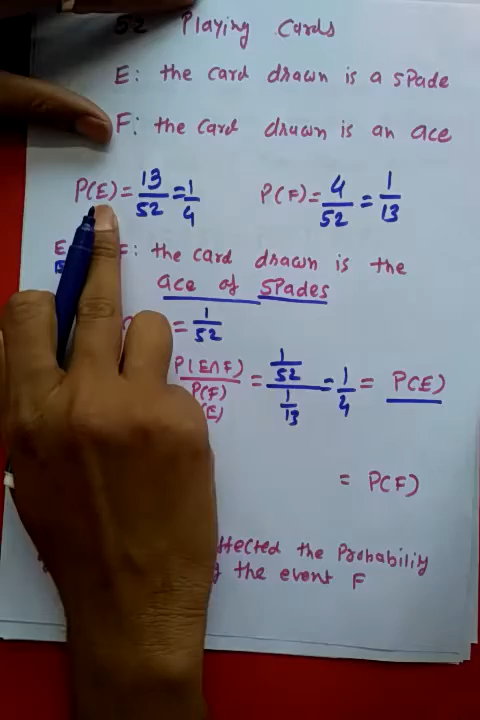 52 Playing Cards
E: the card drawn is a spade
F: the card drawn is an ace
P(E) = 13/52 = 1/4 P(F) = 4/52 = 1/13
E F: the card drawn is the
ace of spades
= 1/52
P(E∩F)/P(F) = 1/52 / 1/13 = 1/4 = P(E)
(E)
= P(F)
ffected the Probability
the event F